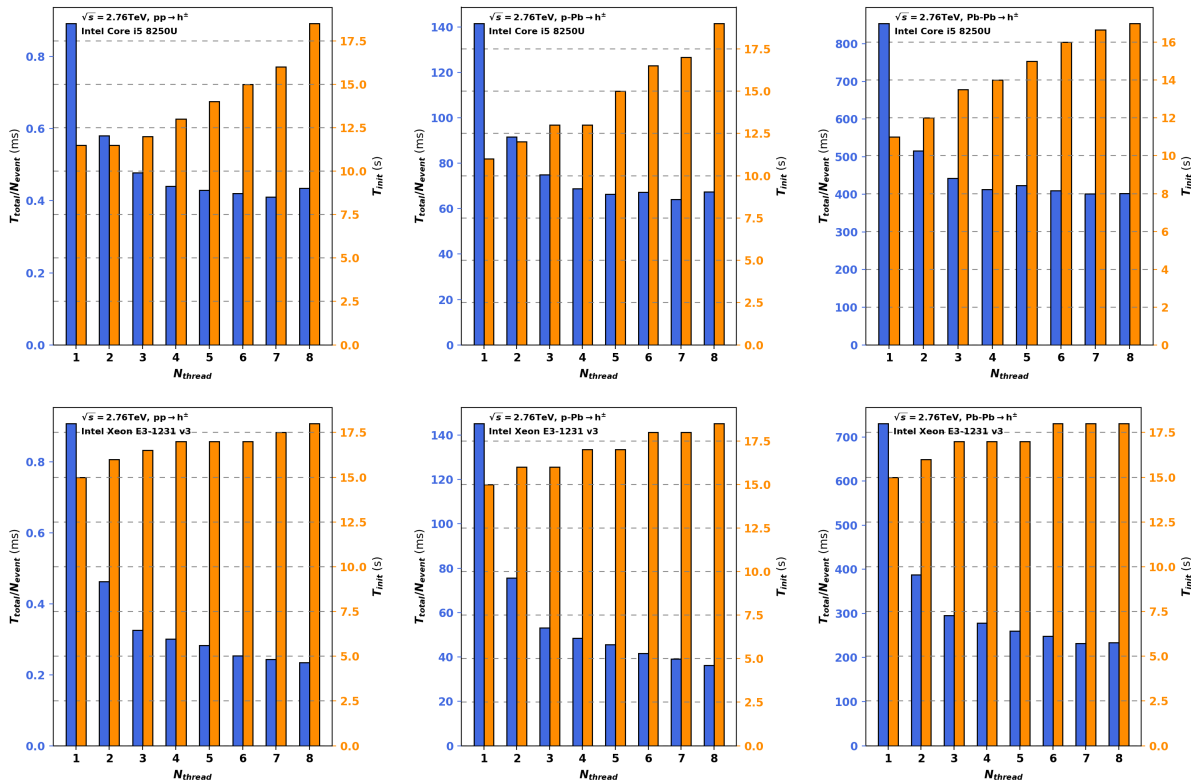 √s = 2.76TeV, pp→h±
Intel Core i5 8250U
T_total/N_event (ms)
0.8
0.6
0.4
0.2
0.0
17.5
15.0
12.5
10.0
7.5
5.0
2.5
0.0
T_init (s)
1 2 3 4 5 6 7 8
N_thread
√s = 2.76TeV, p-Pb→h±
Intel Core i5 8250U
T_total/N_event (ms)
140
120
100
80
60
40
20
0
17.5
15.0
12.5
10.0
7.5
5.0
2.5
0.0
T_init (s)
1 2 3 4 5 6 7 8
N_thread
√s = 2.76TeV, Pb-Pb→h±
Intel Core i5 8250U
T_total/N_event (ms)
800
700
600
500
400
300
200
100
0
16
14
12
10
8
6
4
2
0
T_init (s)
1 2 3 4 5 6 7 8
N_thread
√s = 2.76TeV, pp→h±
Intel Xeon E3-1231 v3
T_total/N_event (ms)
0.8
0.6
0.4
0.2
0.0
17.5
15.0
12.5
10.0
7.5
5.0
2.5
0.0
T_init (s)
1 2 3 4 5 6 7 8
N_thread
√s = 2.76TeV, p-Pb→h±
Intel Xeon E3-1231 v3
T_total/N_event (ms)
140
120
100
80
60
40
20
0
17.5
15.0
12.5
10.0
7.5
5.0
2.5
0.0
T_init (s)
1 2 3 4 5 6 7 8
N_thread
√s = 2.76TeV, Pb-Pb→h±
Intel Xeon E3-1231 v3
T_total/N_event (ms)
700
600
500
400
300
200
100
0
17.5
15.0
12.5
10.0
7.5
5.0
2.5
0.0
T_init (s)
1 2 3 4 5 6 7 8
N_thread